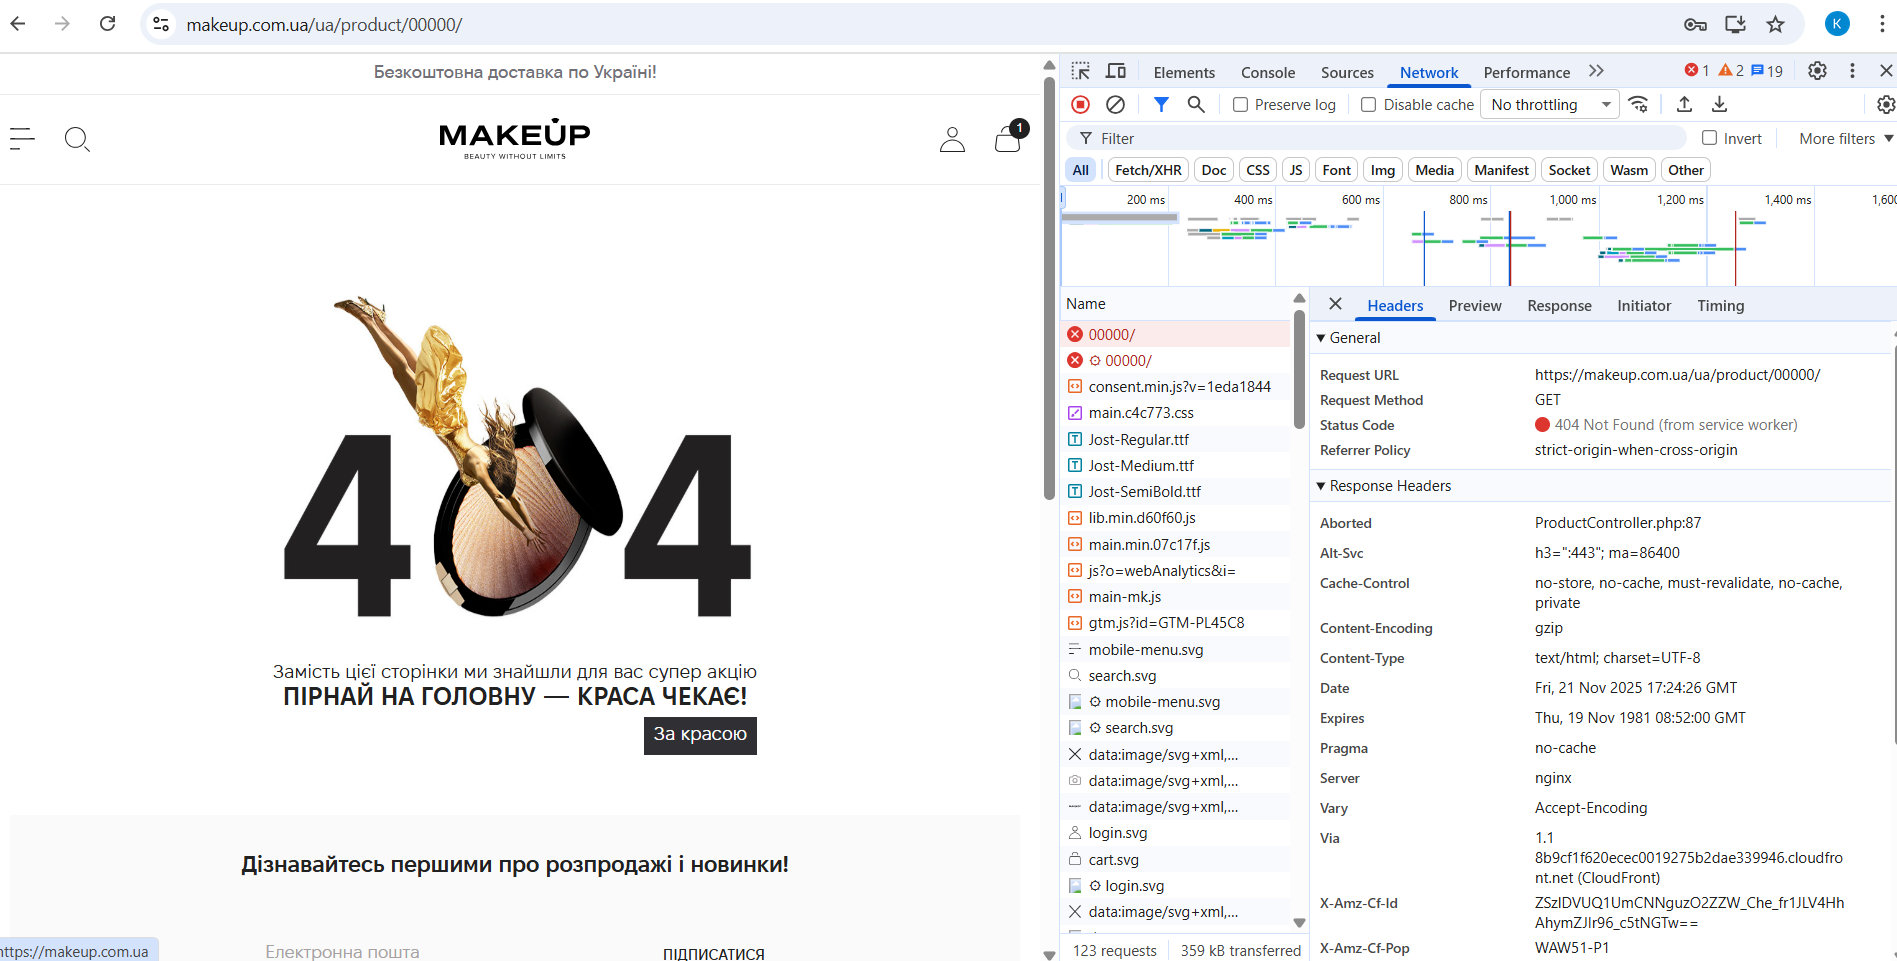 makeup.com.ua/ua/product/00000/
K
Безкоштовна доставка по Україні!
MAKEUP
BEAUTY WITHOUT LIMITS
1
404
Замість цієї сторінки ми знайшли для вас супер акцію
ПІРНАЙ НА ГОЛОВНУ — КРАСА ЧЕКАЄ!
За красою
Дізнавайтесь першими про розпродажі і новинки!
Електронна пошта
ПІДПИСАТИСЯ
https://makeup.com.ua
Elements Console Sources Network Performance 1 2 19
Preserve log Disable cache No throttling
Filter Invert More filters
All Fetch/XHR Doc CSS JS Font Img Media Manifest Socket Wasm Other
200 ms 400 ms 600 ms 800 ms 1,000 ms 1,200 ms 1,400 ms 1,600
Name
00000/
00000/
consent.min.js?v=1eda1844
main.c4c773.css
Jost-Regular.ttf
Jost-Medium.ttf
Jost-SemiBold.ttf
lib.min.d60f60.js
main.min.07c17f.js
js?o=webAnalytics&i=
main-mk.js
gtm.js?id=GTM-PL45C8
mobile-menu.svg
search.svg
mobile-menu.svg
search.svg
data:image/svg+xml,...
data:image/svg+xml,...
data:image/svg+xml,...
login.svg
cart.svg
login.svg
data:image/svg+xml,...
123 requests 359 kB transferred
Headers Preview Response Initiator Timing
General
Request URL https://makeup.com.ua/ua/product/00000/
Request Method GET
Status Code 404 Not Found (from service worker)
Referrer Policy strict-origin-when-cross-origin
Response Headers
Aborted ProductController.php:87
Alt-Svc h3=":443"; ma=86400
Cache-Control no-store, no-cache, must-revalidate, no-cache,
private
Content-Encoding gzip
Content-Type text/html; charset=UTF-8
Date Fri, 21 Nov 2025 17:24:26 GMT
Expires Thu, 19 Nov 1981 08:52:00 GMT
Pragma no-cache
Server nginx
Vary Accept-Encoding
Via 1.1
8b9cf1f620ecec0019275b2dae339946.cloudfro
nt.net (CloudFront)
X-Amz-Cf-Id ZSzIDVUQ1UmCNNguzO2ZZW_Che_fr1JLV4Hh
AhymZJIr96_c5tNGTw==
X-Amz-Cf-Pop WAW51-P1